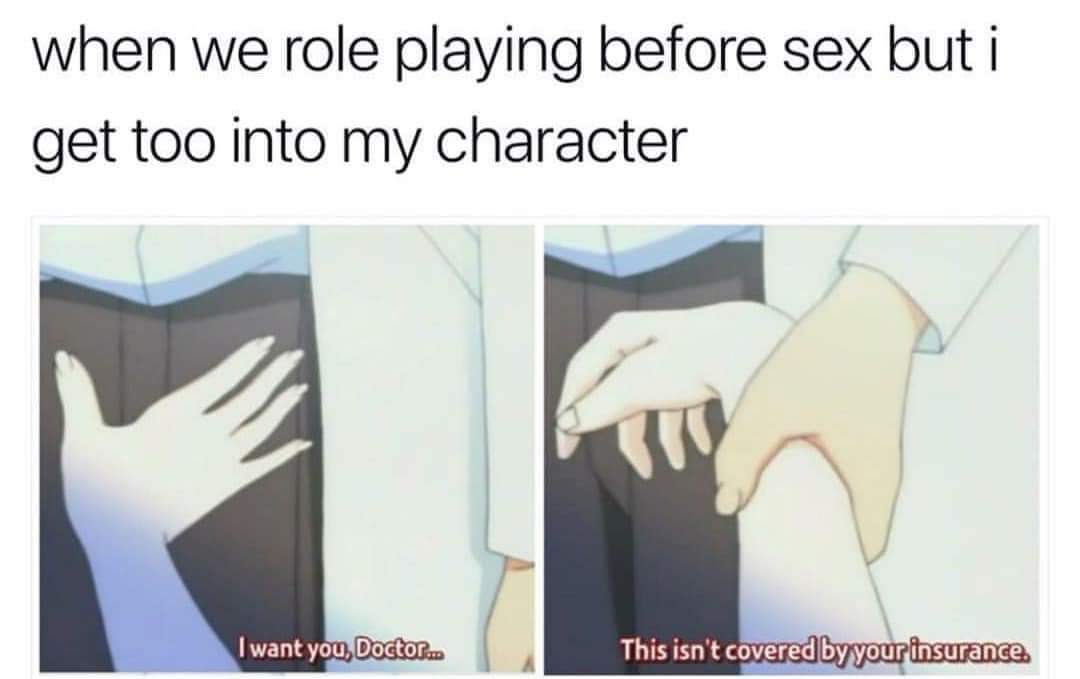 when we role playing before sex but i
get too into my character
I want you, Doctor...
This isn't covered by your insurance.